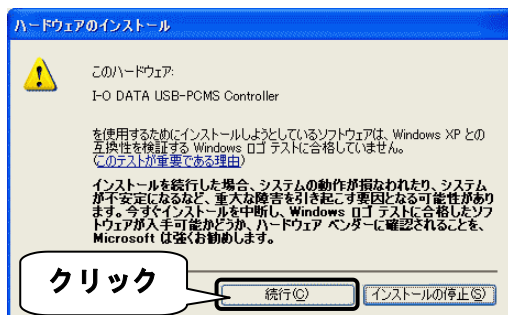 ハードウェアのインストール
このハードウェア:
I-O DATA USB-PCMS Controller
を使用するためにインストールしようとしているソフトウェアは、Windows XP との
互換性を検証する Windows ロゴ テストに合格していません。
(このテストが重要である理由)
インストールを続行した場合、システムの動作が損なわれたり、システム
が不安定になるなど、重大な障害を引き起こす要因となる可能性があり
ます。今すぐインストールを中断し、Windows ロゴ テストに合格したソフ
トウェアが入手可能かどうか、ハードウェア ベンダーに確認されることを、
Microsoft は強くお勧めします。
クリック
続行(C)
インストールの停止(S)